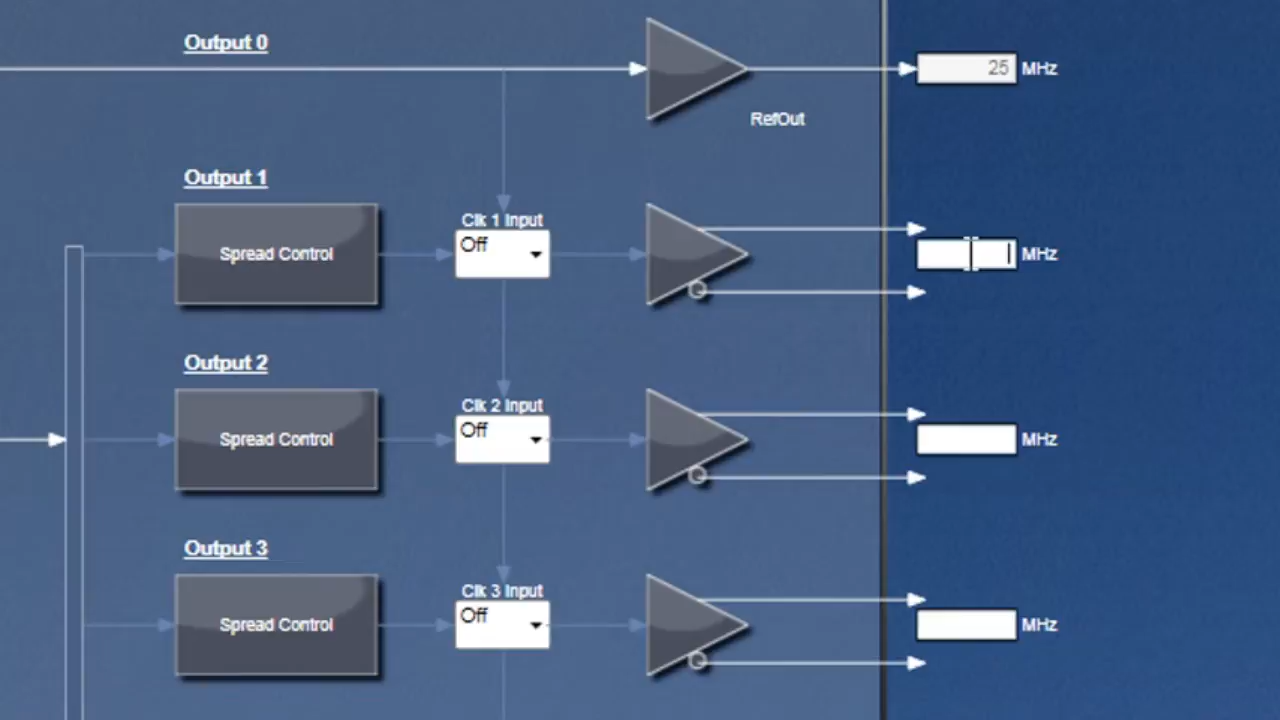 Output 0
25 MHz
RefOut
Output 1
Clk 1 Input
Spread Control
Off
MHz
Output 2
Clk 2 Input
Spread Control
Off
MHz
Output 3
Clk 3 Input
Spread Control
Off
MHz